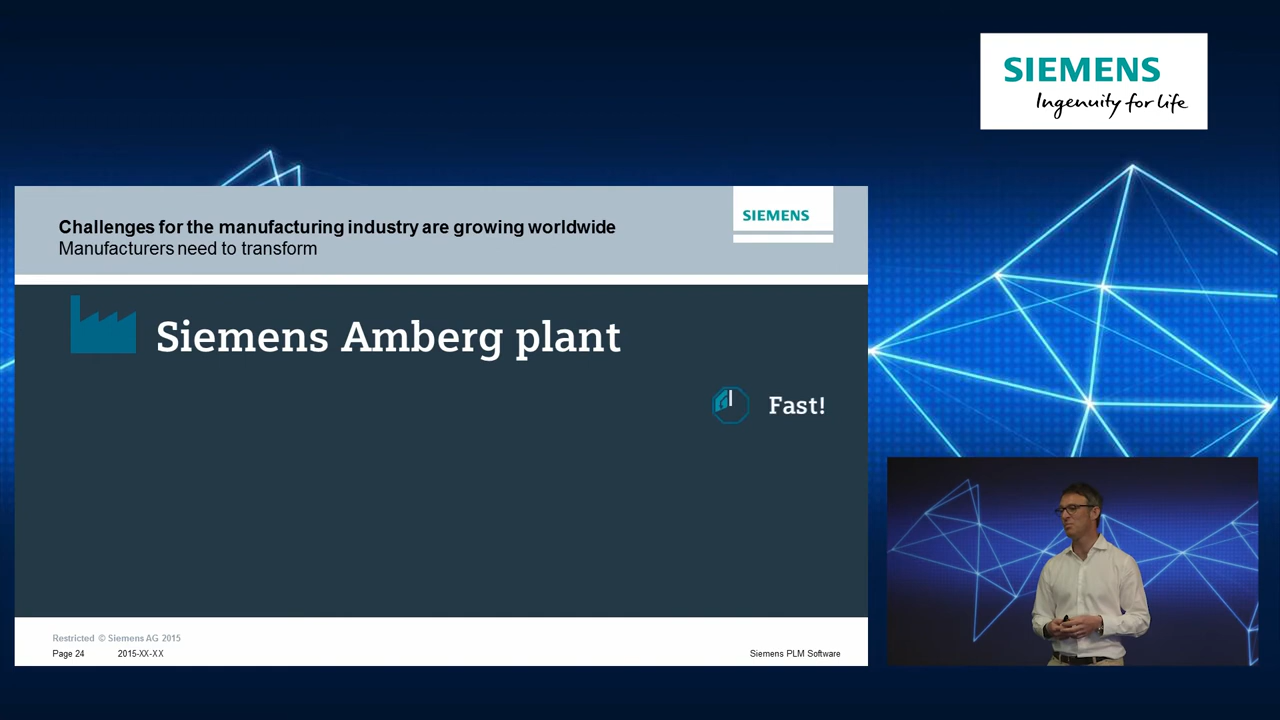 SIEMENS
Ingenuity for life
Challenges for the manufacturing industry are growing worldwide
Manufacturers need to transform
SIEMENS
Siemens Amberg plant
Fast!
Restricted © Siemens AG 2015
Page 24 2015-XX-XX
Siemens PLM Software